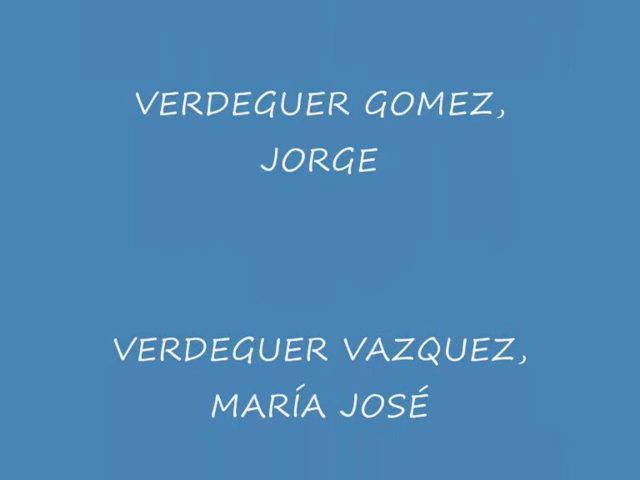 VERDEGUER GOMEZ,
JORGE
VERDEGUER VAZQUEZ,
MARÍA JOSÉ